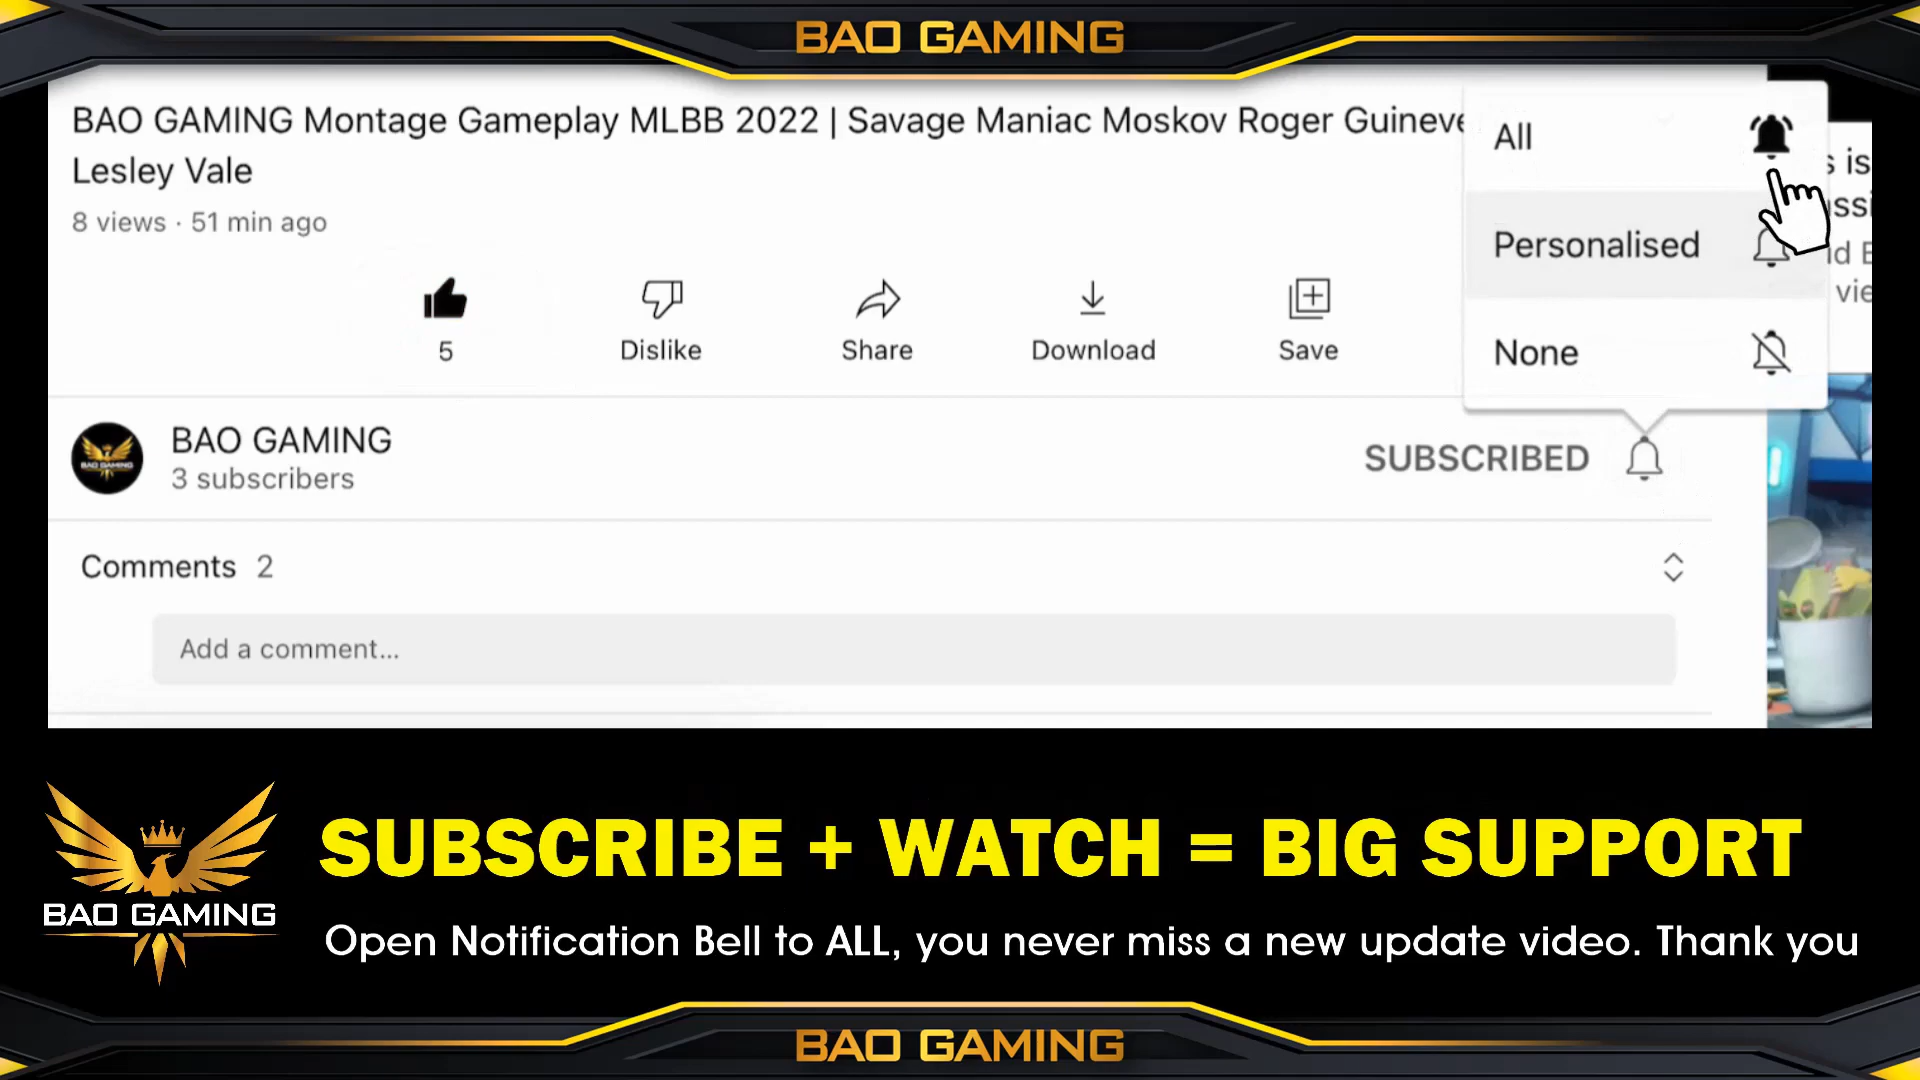 BAO GAMING
BAO GAMING Montage Gameplay MLBB 2022 | Savage Maniac Moskov Roger
Lesley Vale
8 views · 51 min ago
All
Personalised
None
is
5
Dislike
Share
Download
Save
BAO GAMING
BAO GAMING
3 subscribers
SUBSCRIBED
Comments 2
Add a comment...
BAO GAMING
SUBSCRIBE + WATCH = BIG SUPPORT
Open Notification Bell to ALL, you never miss a new update video. Thank you
BAO GAMING